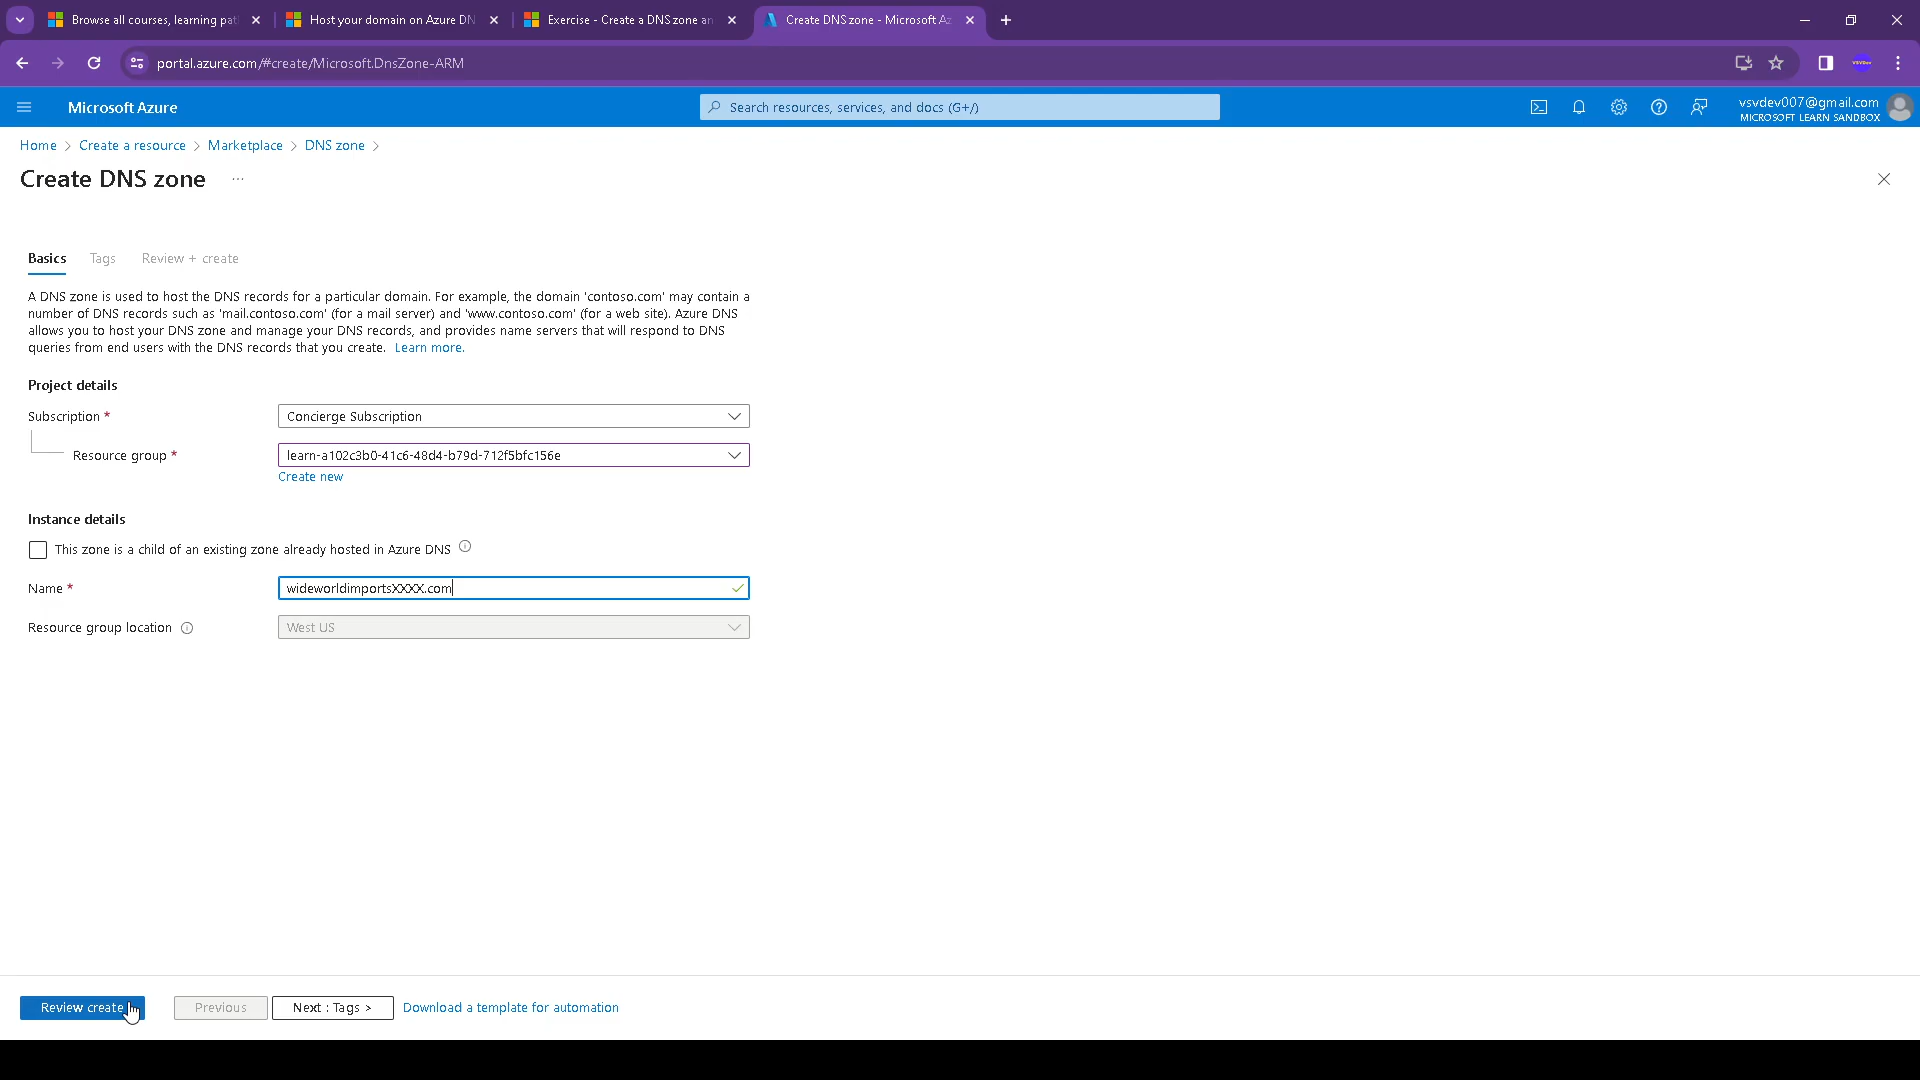 Browse all courses, learning pat
Host your domain on Azure DN
Exercise - Create a DNS zone an
Create DNS zone - Microsoft Az
portal.azure.com/#create/Microsoft.DnsZone-ARM
Microsoft Azure
Search resources, services, and docs (G+/)
vsvdev007@gmail.com
MICROSOFT LEARN SANDBOX
Home > Create a resource > Marketplace > DNS zone >
Create DNS zone ...
Basics Tags Review + create
A DNS zone is used to host the DNS records for a particular domain. For example, the domain 'contoso.com' may contain a
number of DNS records such as 'mail.contoso.com' (for a mail server) and 'www.contoso.com' (for a web site). Azure DNS
allows you to host your DNS zone and manage your DNS records, and provides name servers that will respond to DNS
queries from end users with the DNS records that you create. Learn more.
Project details
Subscription * Concierge Subscription
Resource group * learn-a102c3b0-41c6-48d4-b79d-712f5bfc156e
Create new
Instance details
This zone is a child of an existing zone already hosted in Azure DNS
Name * wideworldimportsXXXX.com
Resource group location West US
Review create Previous Next : Tags > Download a template for automation